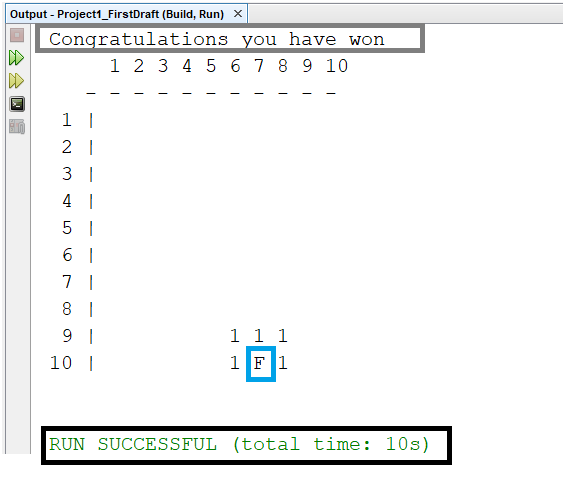 Output - Project1_FirstDraft (Build, Run) ×
Congratulations you have won
1 2 3 4 5 6 7 8 9 10
- - - - - - - - - - -
1 |
2 |
3 |
4 |
5 |
6 |
7 |
8 |
9 | 1 1 1
10 | 1 F 1
RUN SUCCESSFUL (total time: 10s)